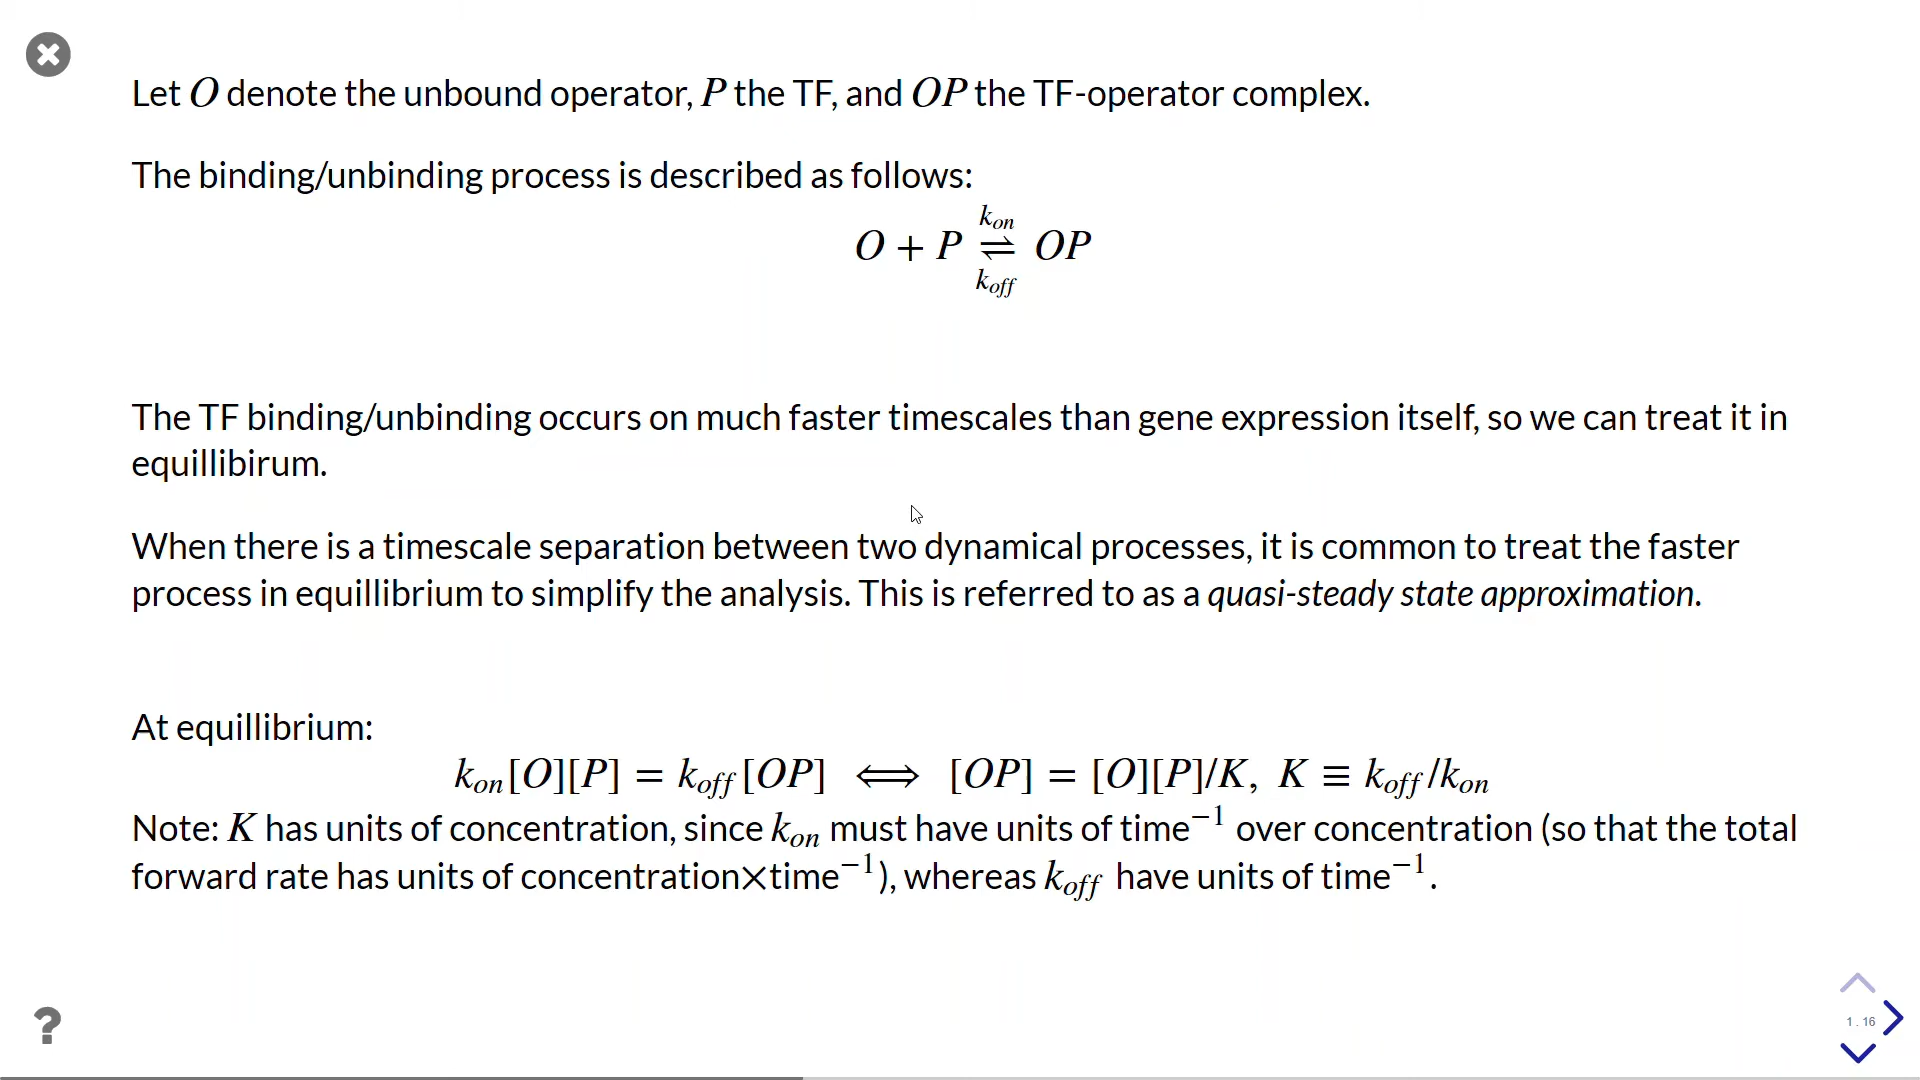 Let O denote the unbound operator, P the TF, and OP the TF-operator complex.
The binding/unbinding process is described as follows:
k_on
O + P ⇌ OP
k_off
The TF binding/unbinding occurs on much faster timescales than gene expression itself, so we can treat it in
equillibirum.
When there is a timescale separation between two dynamical processes, it is common to treat the faster
process in equillibrium to simplify the analysis. This is referred to as a quasi-steady state approximation.
At equillibrium:
k_on[O][P] = k_off[OP] ⟺ [OP] = [O][P]/K, K ≡ k_off/k_on
Note: K has units of concentration, since k_on must have units of time⁻¹ over concentration (so that the total
forward rate has units of concentration×time⁻¹), whereas k_off have units of time⁻¹.
?
1 . 16